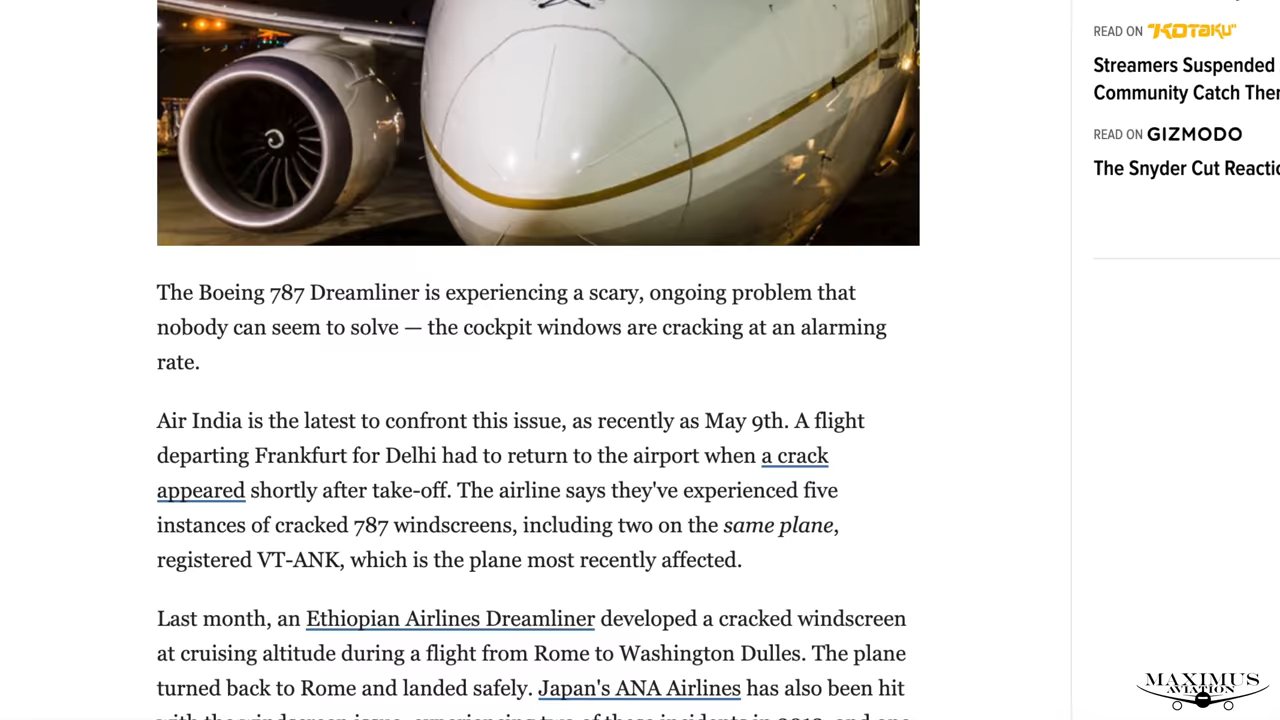 The Boeing 787 Dreamliner is experiencing a scary, ongoing problem that
nobody can seem to solve — the cockpit windows are cracking at an alarming
rate.
Air India is the latest to confront this issue, as recently as May 9th. A flight
departing Frankfurt for Delhi had to return to the airport when a crack
appeared shortly after take-off. The airline says they've experienced five
instances of cracked 787 windscreens, including two on the same plane,
registered VT-ANK, which is the plane most recently affected.
Last month, an Ethiopian Airlines Dreamliner developed a cracked windscreen
at cruising altitude during a flight from Rome to Washington Dulles. The plane
turned back to Rome and landed safely. Japan's ANA Airlines has also been hit
READ ON KOTaKU
Streamers Suspended
Community Catch
READ ON GIZMODO
The Snyder Cut
MAXIMUS
AVIATION